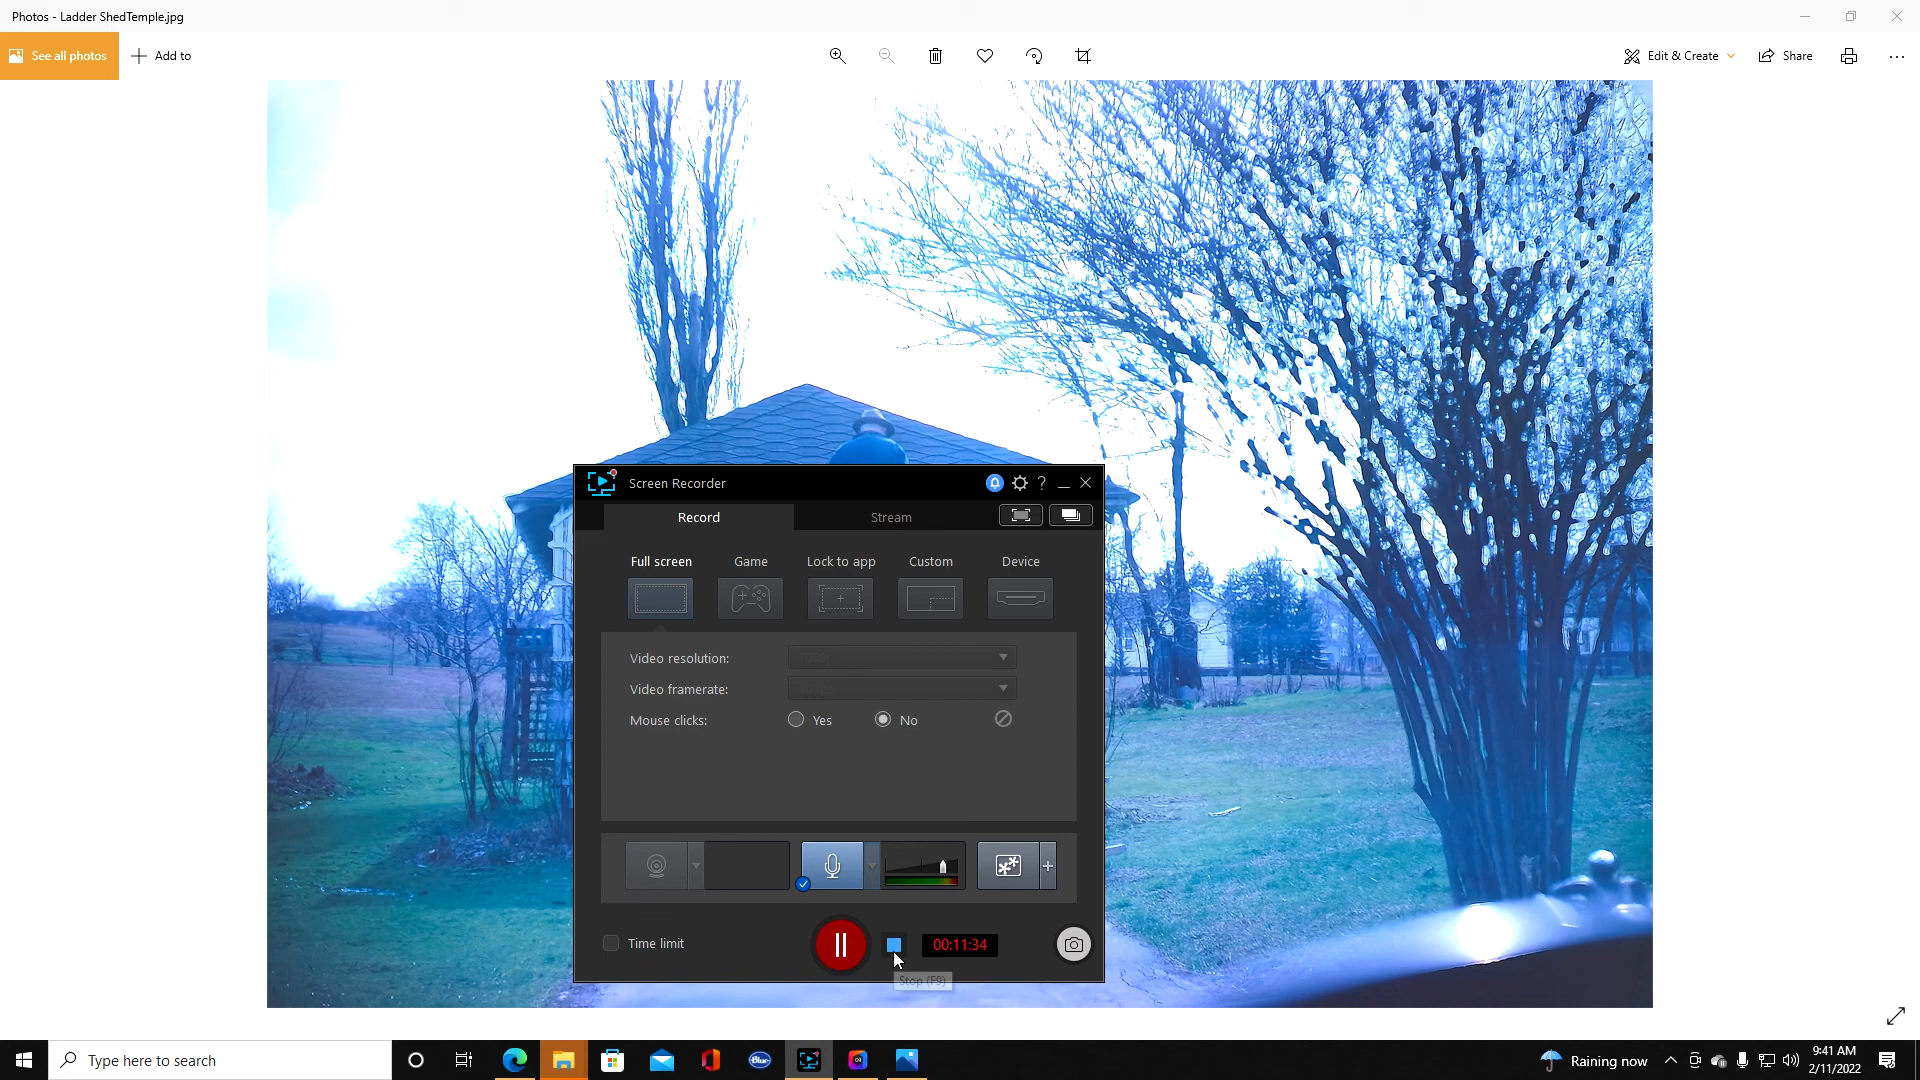 Photos - Ladder ShedTemple.jpg
See all photos
Add to
Edit & Create
Share
Screen Recorder
?
Record
Stream
Full screen
Game
Lock to app
Custom
Device
Video resolution:
Video framerate:
Mouse clicks:
Yes
No
Time limit
00:11:34
Stop (F9)
Type here to search
Blue
Raining now
9:41 AM
2/11/2022